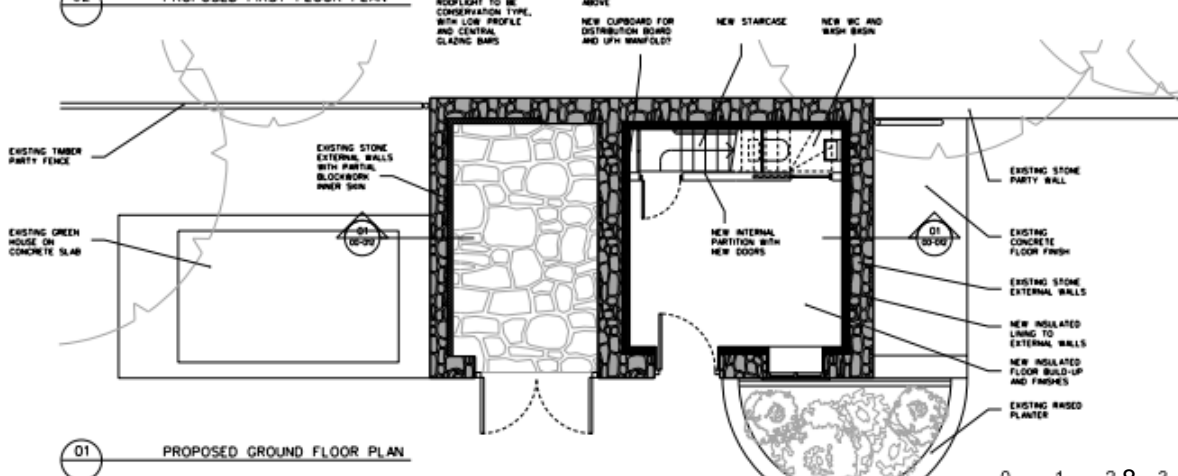 02
PROPOSED FIRST FLOOR PLAN
ROOFLIGHT TO BE
CONSERVATION TYPE,
WITH LOW PROFILE
AND CENTRAL
GLAZING BARS
ABOVE
NEW CUPBOARD FOR
DISTRIBUTION BOARD
AND UFH MANIFOLD?
NEW STAIRCASE
NEW WC AND
WASH BASIN
EXISTING TIMBER
PARTY FENCE
EXISTING STONE
EXTERNAL WALLS
WITH PARTIAL
BLOCKWORK
INNER SKIN
EXISTING STONE
PARTY WALL
EXISTING GREEN
HOUSE ON
CONCRETE SLAB
01
00-012
NEW INTERNAL
PARTITION WITH
NEW DOORS
01
00-012
EXISTING
CONCRETE
FLOOR FINISH
EXISTING STONE
EXTERNAL WALLS
NEW INSULATED
LINING TO
EXTERNAL WALLS
NEW INSULATED
FLOOR BUILD-UP
AND FINISHES
EXISTING RAISED
PLANTER
01
PROPOSED GROUND FLOOR PLAN
0 1 2 8 3